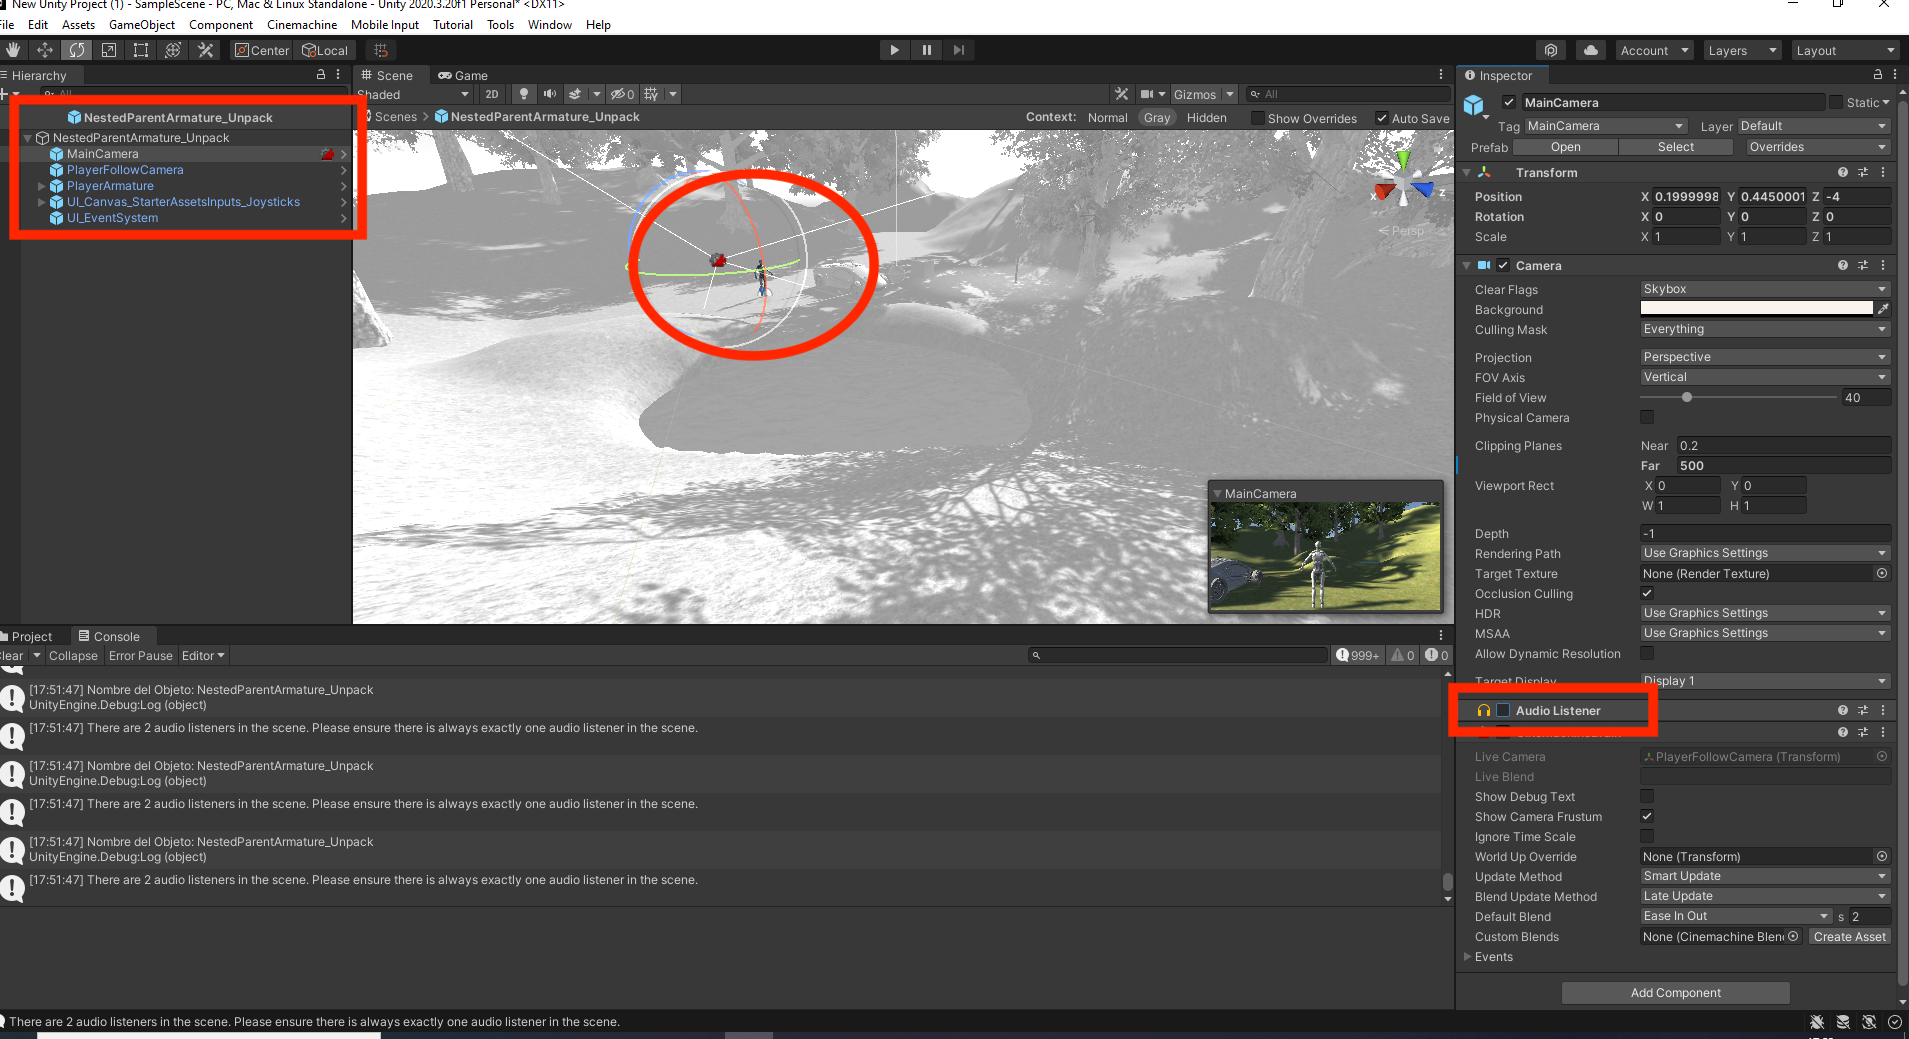 New Unity Project (1) - SampleScene - PC, Mac & Linux Standalone - Unity 2020.3.20f1 Personal* <DX11>
File Edit Assets GameObject Component Cinemachine Mobile Input Tutorial Tools Window Help
Center Local Account Layers Layout
Hierarchy
All
NestedParentArmature_Unpack
NestedParentArmature_Unpack
MainCamera
PlayerFollowCamera
PlayerArmature
UI_Canvas_StarterAssetsInputs_Joysticks
UI_EventSystem
Scene Game
Shaded 2D 0 Gizmos All
Scenes NestedParentArmature_Unpack Context: Normal Gray Hidden Show Overrides Auto Save
x z
Persp
MainCamera
Inspector
MainCamera Static
Tag MainCamera Layer Default
Prefab Open Select Overrides
Transform
Position X 0.1999998 Y 0.4450001 Z -4
Rotation X 0 Y 0 Z 0
Scale X 1 Y 1 Z 1
Camera
Clear Flags Skybox
Background
Culling Mask Everything
Projection Perspective
FOV Axis Vertical
Field of View 40
Physical Camera
Clipping Planes Near 0.2
Far 500
Viewport Rect X 0 Y 0
W 1 H 1
Depth -1
Rendering Path Use Graphics Settings
Target Texture None (Render Texture)
Occlusion Culling
HDR Use Graphics Settings
MSAA Use Graphics Settings
Allow Dynamic Resolution
Target Display Display 1
Audio Listener
Live Camera PlayerFollowCamera (Transform)
Live Blend
Show Debug Text
Show Camera Frustum
Ignore Time Scale
World Up Override None (Transform)
Update Method Smart Update
Blend Update Method Late Update
Default Blend Ease In Out s 2
Custom Blends None (Cinemachine Blen Create Asset
Events
Add Component
Project Console
lear Collapse Error Pause Editor 999+ 0 0
[17:51:47] Nombre del Objeto: NestedParentArmature_Unpack
UnityEngine.Debug:Log (object)
[17:51:47] There are 2 audio listeners in the scene. Please ensure there is always exactly one audio listener in the scene.
[17:51:47] Nombre del Objeto: NestedParentArmature_Unpack
UnityEngine.Debug:Log (object)
[17:51:47] There are 2 audio listeners in the scene. Please ensure there is always exactly one audio listener in the scene.
[17:51:47] Nombre del Objeto: NestedParentArmature_Unpack
UnityEngine.Debug:Log (object)
[17:51:47] There are 2 audio listeners in the scene. Please ensure there is always exactly one audio listener in the scene.
There are 2 audio listeners in the scene. Please ensure there is always exactly one audio listener in the scene.